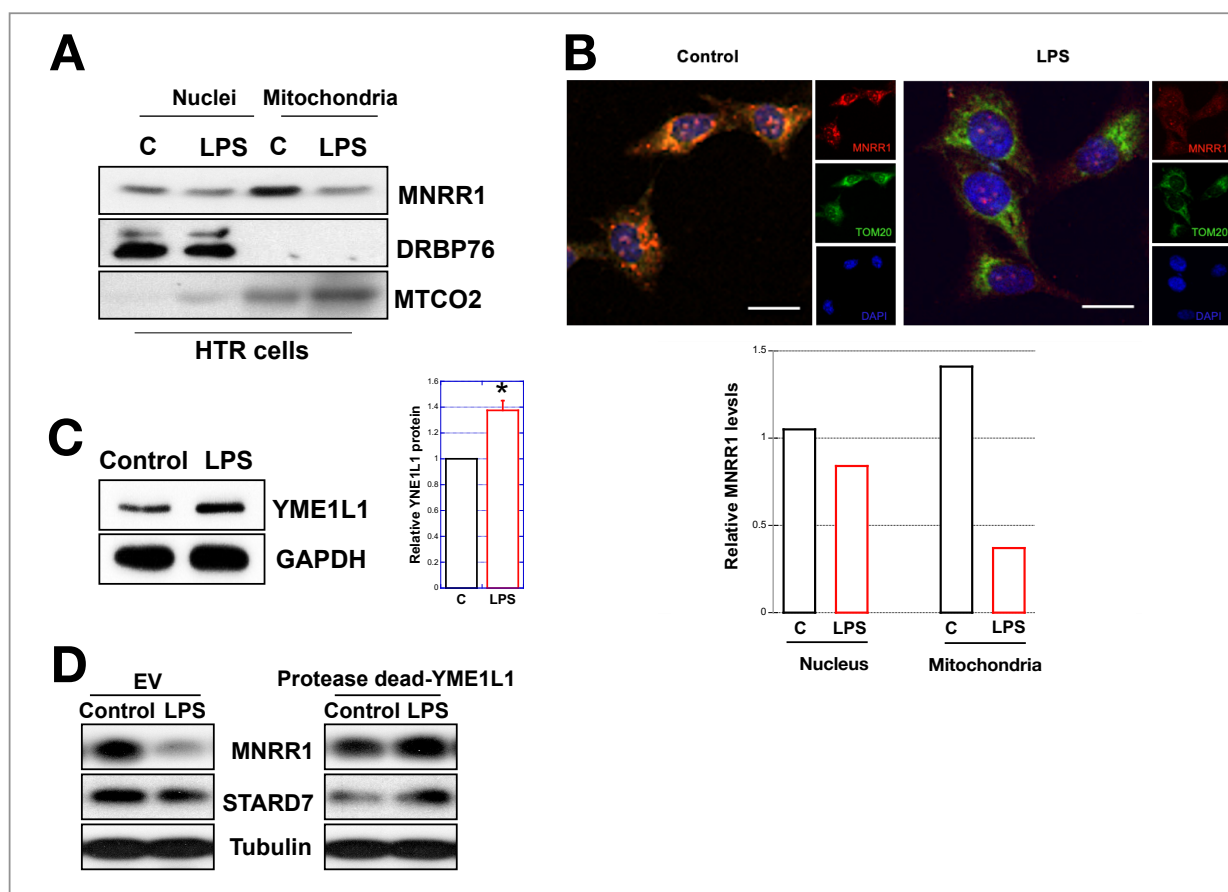 A
Nuclei Mitochondria
C LPS C LPS
MNRR1
DRBP76
MTCO2
HTR cells
B
Control LPS
MNRR1
TOM20
DAPI
MNRR1
TOM20
DAPI
Relative MNRR1 levsls
1.5
1
0.5
0
C LPS C LPS
Nucleus Mitochondria
C
Control LPS
YME1L1
GAPDH
Relative YNE1L1 protein
1.6
1.4
1.2
1
0.8
0.6
0.4
0.2
0
*
C LPS
D
EV
Control LPS
Protease dead-YME1L1
Control LPS
MNRR1
STARD7
Tubulin